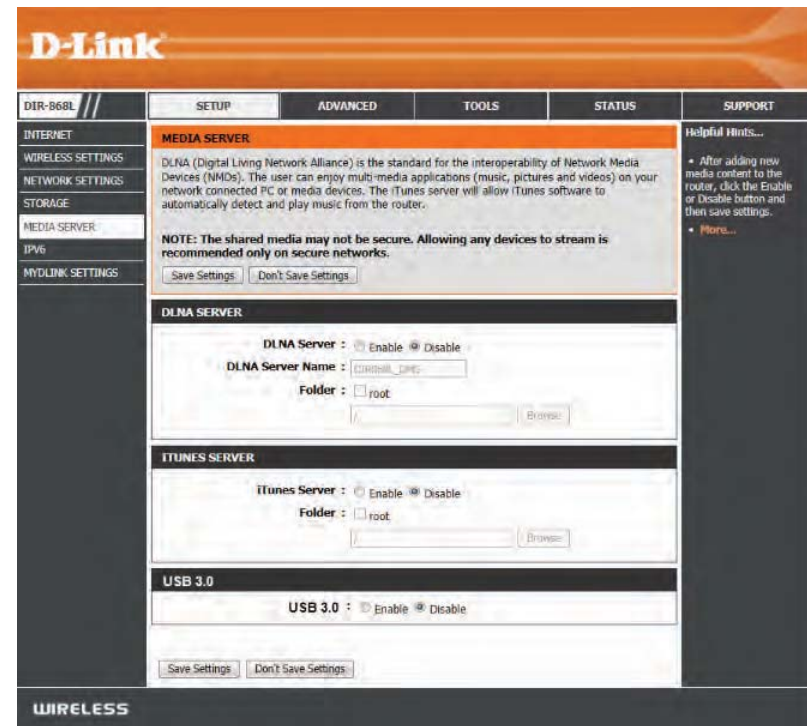 D-Link
DIR-868L
SETUP
ADVANCED
TOOLS
STATUS
SUPPORT
INTERNET
WIRELESS SETTINGS
NETWORK SETTINGS
STORAGE
MEDIA SERVER
IPV6
MYDLINK SETTINGS
MEDIA SERVER
DLNA (Digital Living Network Alliance) is the standard for the interoperability of Network Media
Devices (NMDs). The user can enjoy multi-media applications (music, pictures and videos) on your
network connected PC or media devices. The iTunes server will allow iTunes software to
automatically detect and play music from the router.
NOTE: The shared media may not be secure. Allowing any devices to stream is
recommended only on secure networks.
Save Settings Don't Save Settings
DLNA SERVER
DLNA Server : Enable Disable
DLNA Server Name :
Folder : root
/ Browse
ITUNES SERVER
iTunes Server : Enable Disable
Folder : root
/ Browse
USB 3.0
USB 3.0 : Enable Disable
Save Settings Don't Save Settings
Helpful Hints...
• After adding new
media content to the
router, click the Enable
or Disable button and
then save settings.
• More...
WIRELESS